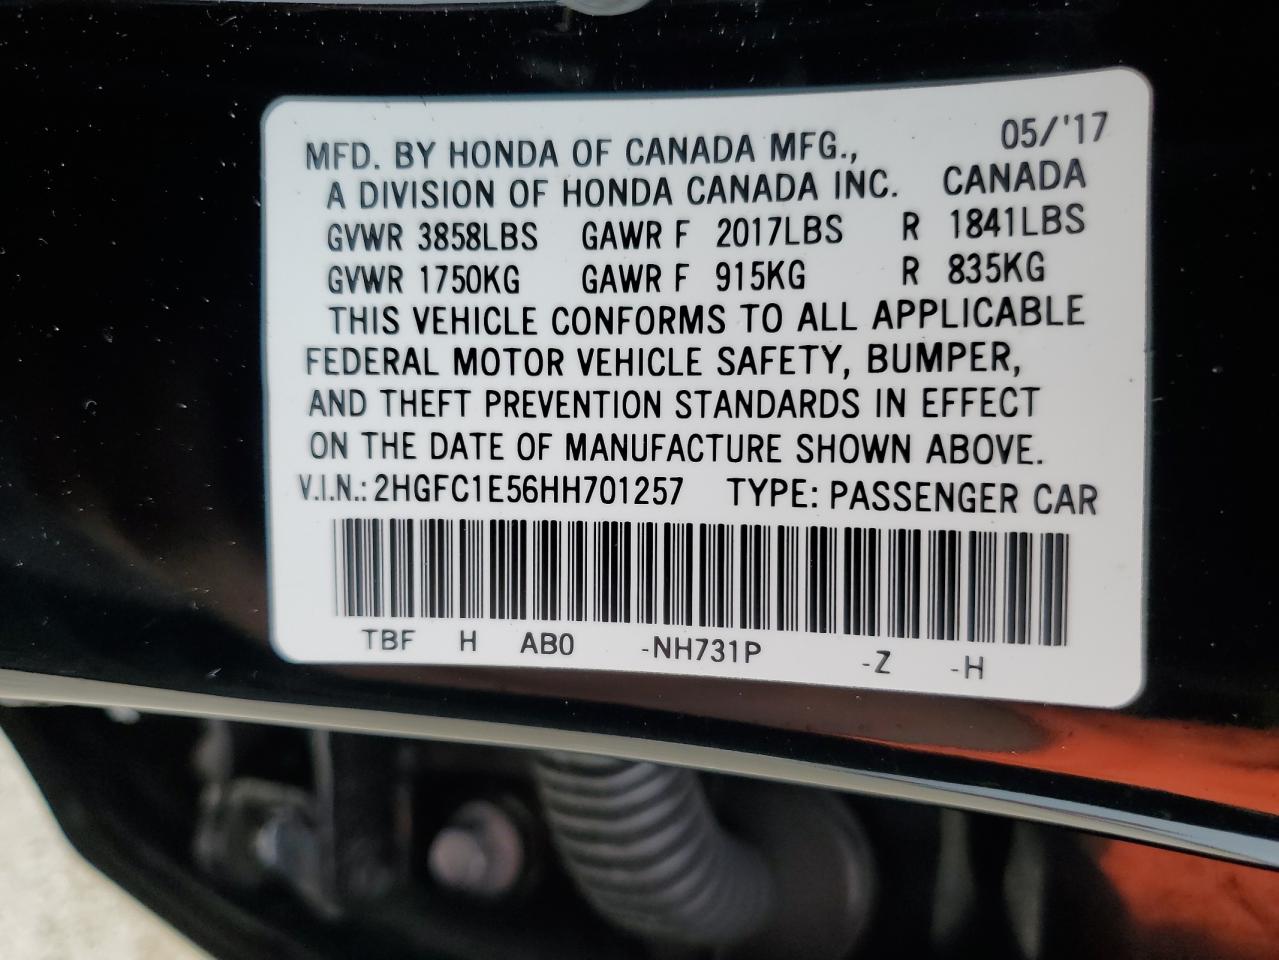 05/'17
MFD. BY HONDA OF CANADA MFG.,
A DIVISION OF HONDA CANADA INC. CANADA
GVWR 3858LBS GAWR F 2017LBS R 1841LBS
GVWR 1750KG GAWR F 915KG R 835KG
THIS VEHICLE CONFORMS TO ALL APPLICABLE
FEDERAL MOTOR VEHICLE SAFETY, BUMPER,
AND THEFT PREVENTION STANDARDS IN EFFECT
ON THE DATE OF MANUFACTURE SHOWN ABOVE.
V.I.N.: 2HGFC1E56HH701257 TYPE: PASSENGER CAR
TBF H AB0 -NH731P -Z -H